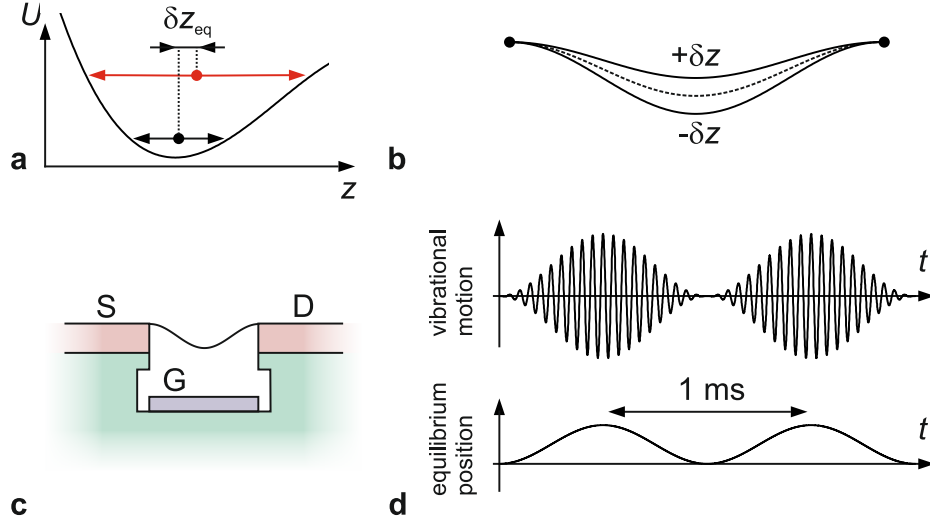 U
δz_eq
z
a
+δz
-δz
b
S
D
G
c
vibrational
motion
t
1 ms
equilibrium
position
t
d